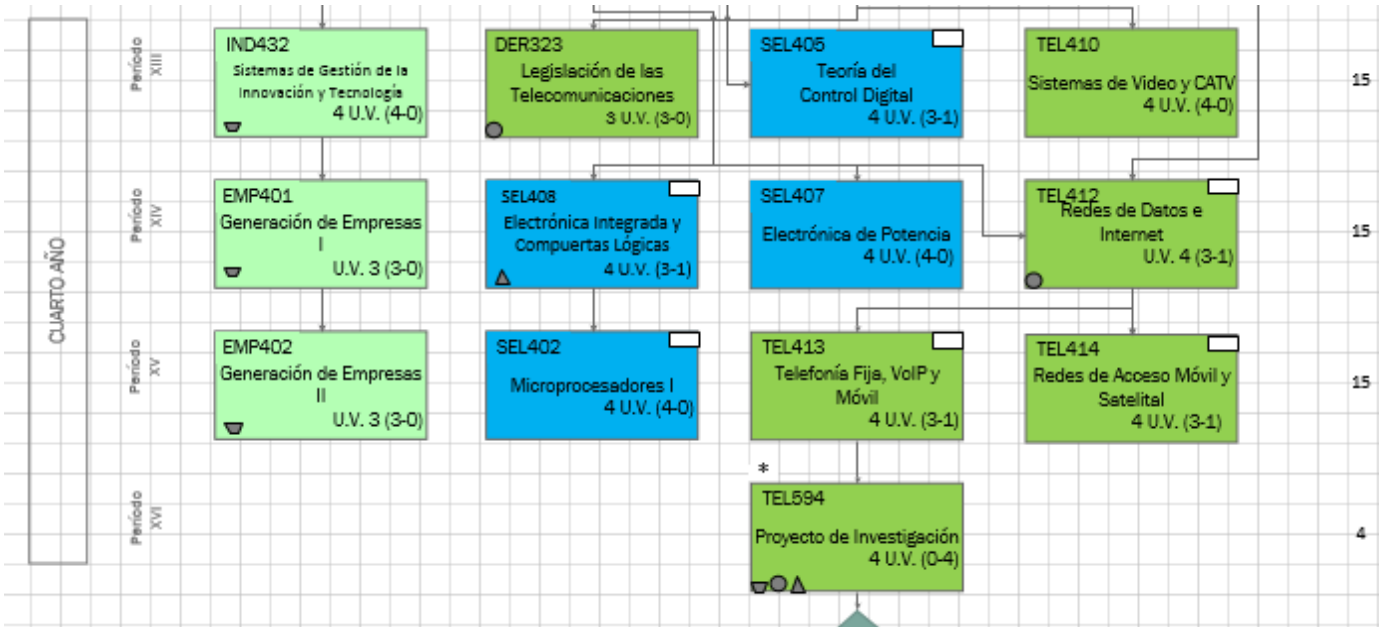 CUARTO AÑO
Período
XIII
IND432
Sistemas de Gestión de la
Innovación y Tecnología
4 U.V. (4-0)
DER323
Legislación de las
Telecomunicaciones
3 U.V. (3-0)
SEL405
Teoría del
Control Digital
4 U.V. (3-1)
TEL410
Sistemas de Video y CATV
4 U.V. (4-0)
15
Período
XIV
EMP401
Generación de Empresas
I
U.V. 3 (3-0)
SEL408
Electrónica Integrada y
Compuertas Lógicas
4 U.V. (3-1)
SEL407
Electrónica de Potencia
4 U.V. (4-0)
TEL412
Redes de Datos e
Internet
U.V. 4 (3-1)
15
Período
XV
EMP402
Generación de Empresas
II
U.V. 3 (3-0)
SEL402
Microprocesadores I
4 U.V. (4-0)
TEL413
Telefonía Fija, VoIP y
Móvil
4 U.V. (3-1)
TEL414
Redes de Acceso Móvil y
Satelital
4 U.V. (3-1)
15
Período
XVI
*
TEL594
Proyecto de Investigación
4 U.V. (0-4)
4